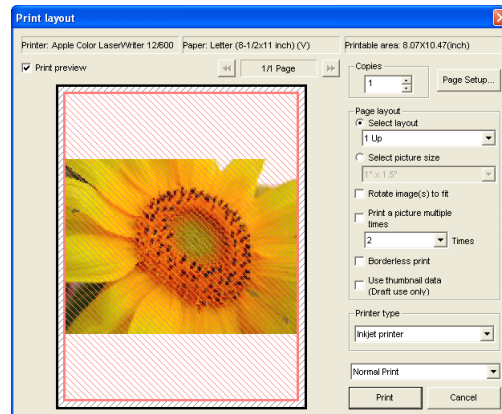 Print layout
Printer: Apple Color LaserWriter 12/600
Paper: Letter (8-1/2x11 inch) (V)
Printable area: 8.07X10.47(inch)
Print preview
1/1 Page
Copies
1
Page Setup...
Page layout
Select layout
1 Up
Select picture size
1" x 1.5"
Rotate image(s) to fit
Print a picture multiple
times
2
Times
Borderless print
Use thumbnail data
(Draft use only)
Printer type
Inkjet printer
Normal Print
Print
Cancel